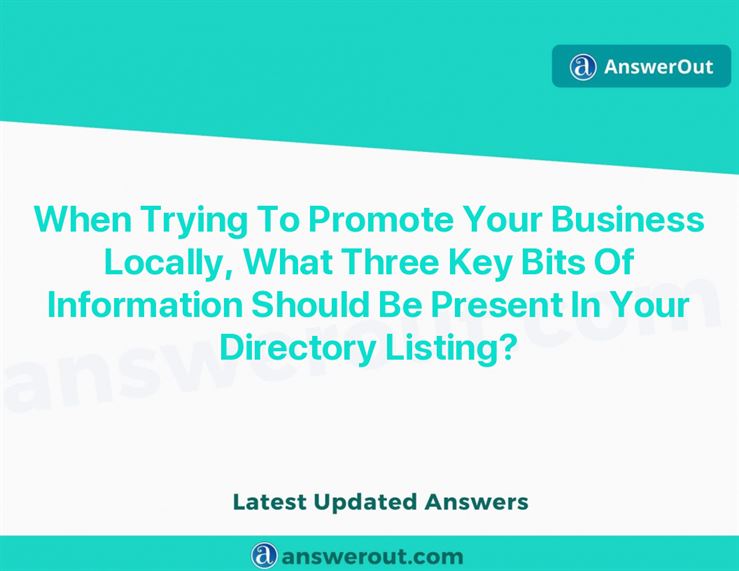 AnswerOut
When Trying To Promote Your Business
Locally, What Three Key Bits Of
Information Should Be Present In Your
Directory Listing?
answerout.com
Latest Updated Answers
answerout.com